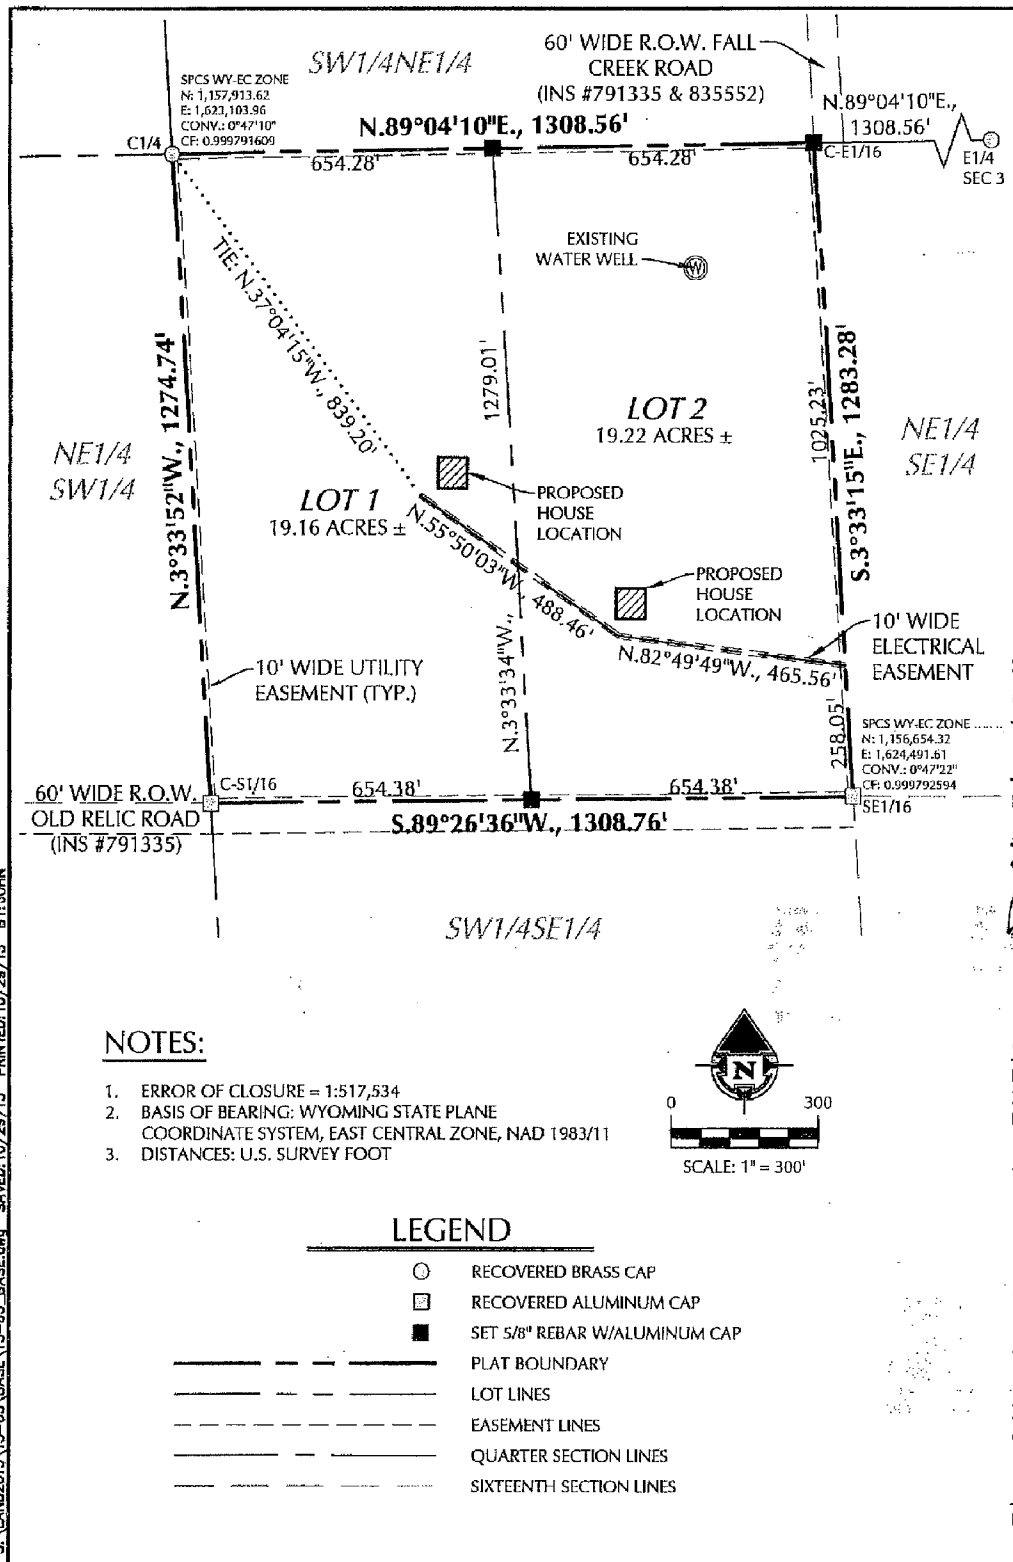 SW1/4NE1/4
60' WIDE R.O.W. FALL
CREEK ROAD
(INS #791335 & 835552)
SPCS WY-EC ZONE
N: 1,157,913.62
E: 1,623,103.96
CONV.: 0°47'10"
CF: 0.999791609
C1/4
N.89°04'10"E., 1308.56'
654.28'
654.28'
N.89°04'10"E.,
1308.56'
C-E1/16
E1/4
SEC 3
TIE: N.37°04'15"W., 839.20'
EXISTING
WATER WELL
W
1279.01'
N.3°33'52"W., 1274.74'
1025.23'
S.3°33'15"E., 1283.28'
NE1/4
SW1/4
LOT 1
19.16 ACRES ±
LOT 2
19.22 ACRES ±
NE1/4
SE1/4
PROPOSED
HOUSE
LOCATION
N.55°50'03"W., 488.46'
PROPOSED
HOUSE
LOCATION
N.82°49'49"W., 465.56'
10' WIDE
ELECTRICAL
EASEMENT
10' WIDE UTILITY
EASEMENT (TYP.)
N.3°33'34"W.,
258.05'
SPCS WY-EC ZONE
N: 1,156,654.32
E: 1,624,491.61
CONV.: 0°47'22"
CF: 0.999792594
SE1/16
C-S1/16
654.38'
654.38'
60' WIDE R.O.W.
OLD RELIC ROAD
(INS #791335)
S.89°26'36"W., 1308.76'
SW1/4SE1/4
NOTES:
1. ERROR OF CLOSURE = 1:517,534
2. BASIS OF BEARING: WYOMING STATE PLANE
COORDINATE SYSTEM, EAST CENTRAL ZONE, NAD 1983/11
3. DISTANCES: U.S. SURVEY FOOT
N
0 300
SCALE: 1" = 300'
LEGEND
RECOVERED BRASS CAP
RECOVERED ALUMINUM CAP
SET 5/8" REBAR W/ALUMINUM CAP
PLAT BOUNDARY
LOT LINES
EASEMENT LINES
QUARTER SECTION LINES
SIXTEENTH SECTION LINES